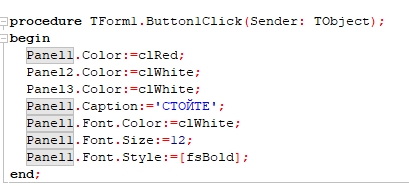 procedure TForm1.Button1Click(Sender: TObject);
begin
Panel1.Color:=clRed;
Panel2.Color:=clWhite;
Panel3.Color:=clWhite;
Panel1.Caption:='СТОЙТЕ';
Panel1.Font.Color:=clWhite;
Panel1.Font.Size:=12;
Panel1.Font.Style:=[fsBold];
end;